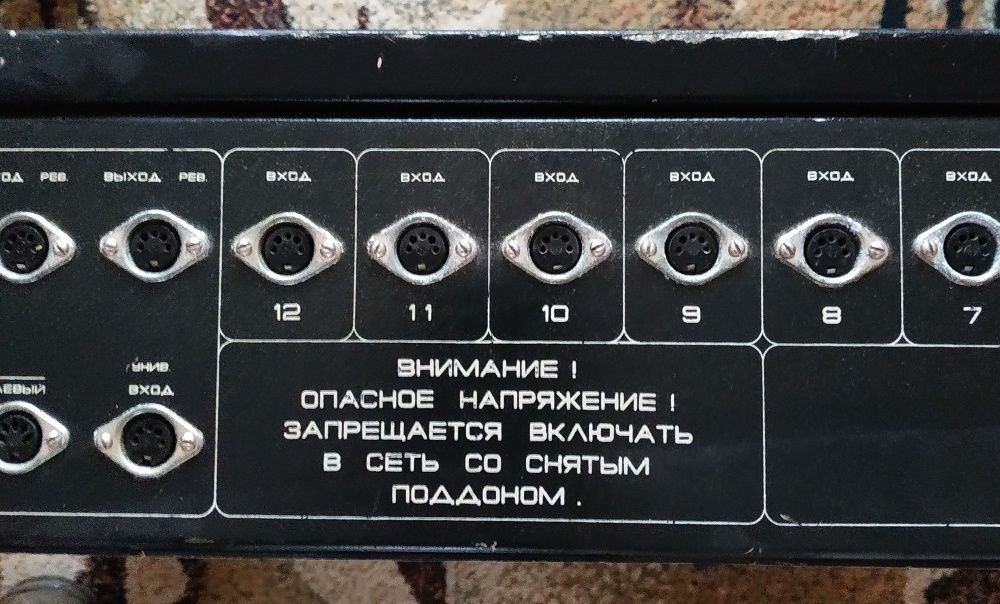 РЕВ. ВЫХОД РЕВ. ВХОД ВХОД ВХОД ВХОД ВХОД ВХОД
12 11 10 9 8 7
УНИВ.
ВХОД
ВНИМАНИЕ !
ОПАСНОЕ НАПРЯЖЕНИЕ !
ЗАПРЕЩАЕТСЯ ВКЛЮЧАТЬ
В СЕТЬ СО СНЯТЫМ
ПОДДОНОМ .